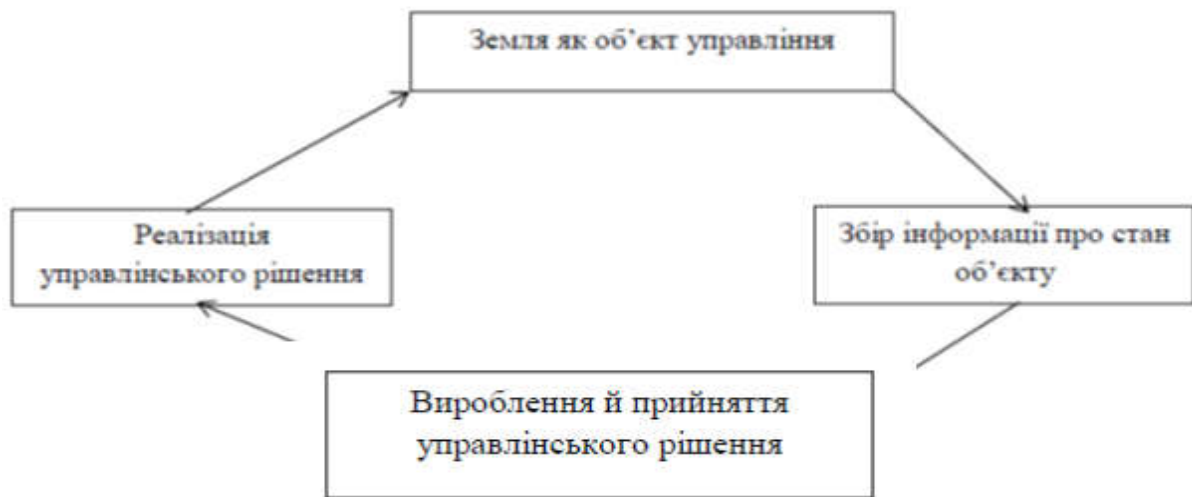 Земля як об’єкт управління
Реалізація
управлінського рішення
Збір інформації про стан
об’єкту
Вироблення й прийняття
управлінського рішення